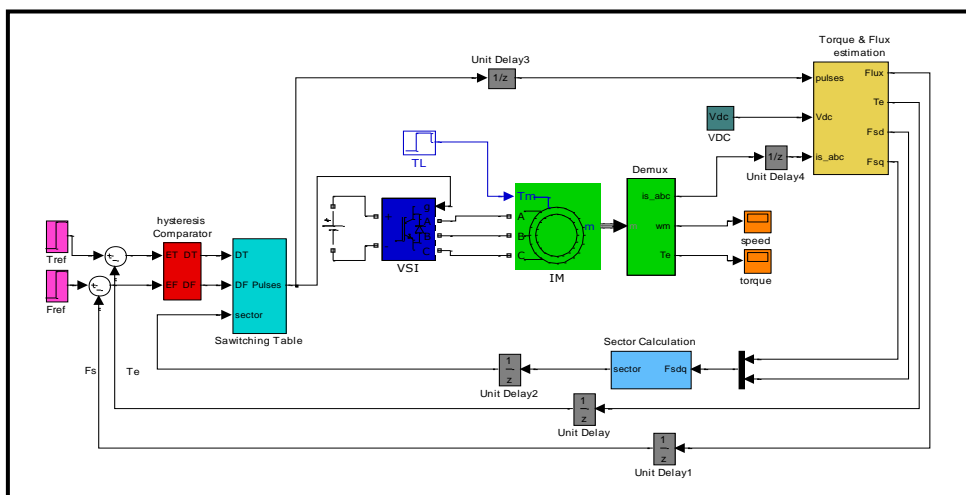 Torque & Flux
estimation
Unit Delay3
1/z
pulses
Flux
Te
Vdc
VDC
Vdc
Fsd
is_abc
Fsq
1/z
Unit Delay4
TL
Demux
Tm
is_abc
A
B
C
m
wm
Te
speed
torque
IM
VSI
g
A
B
C
hysteresis
Comparator
Tref
Fref
ET DT
EF DF
DT
DF Pulses
sector
Sawitching Table
Sector Calculation
sector
Fsdq
1
z
Unit Delay2
Fs
Te
1
z
Unit Delay
1
z
Unit Delay1